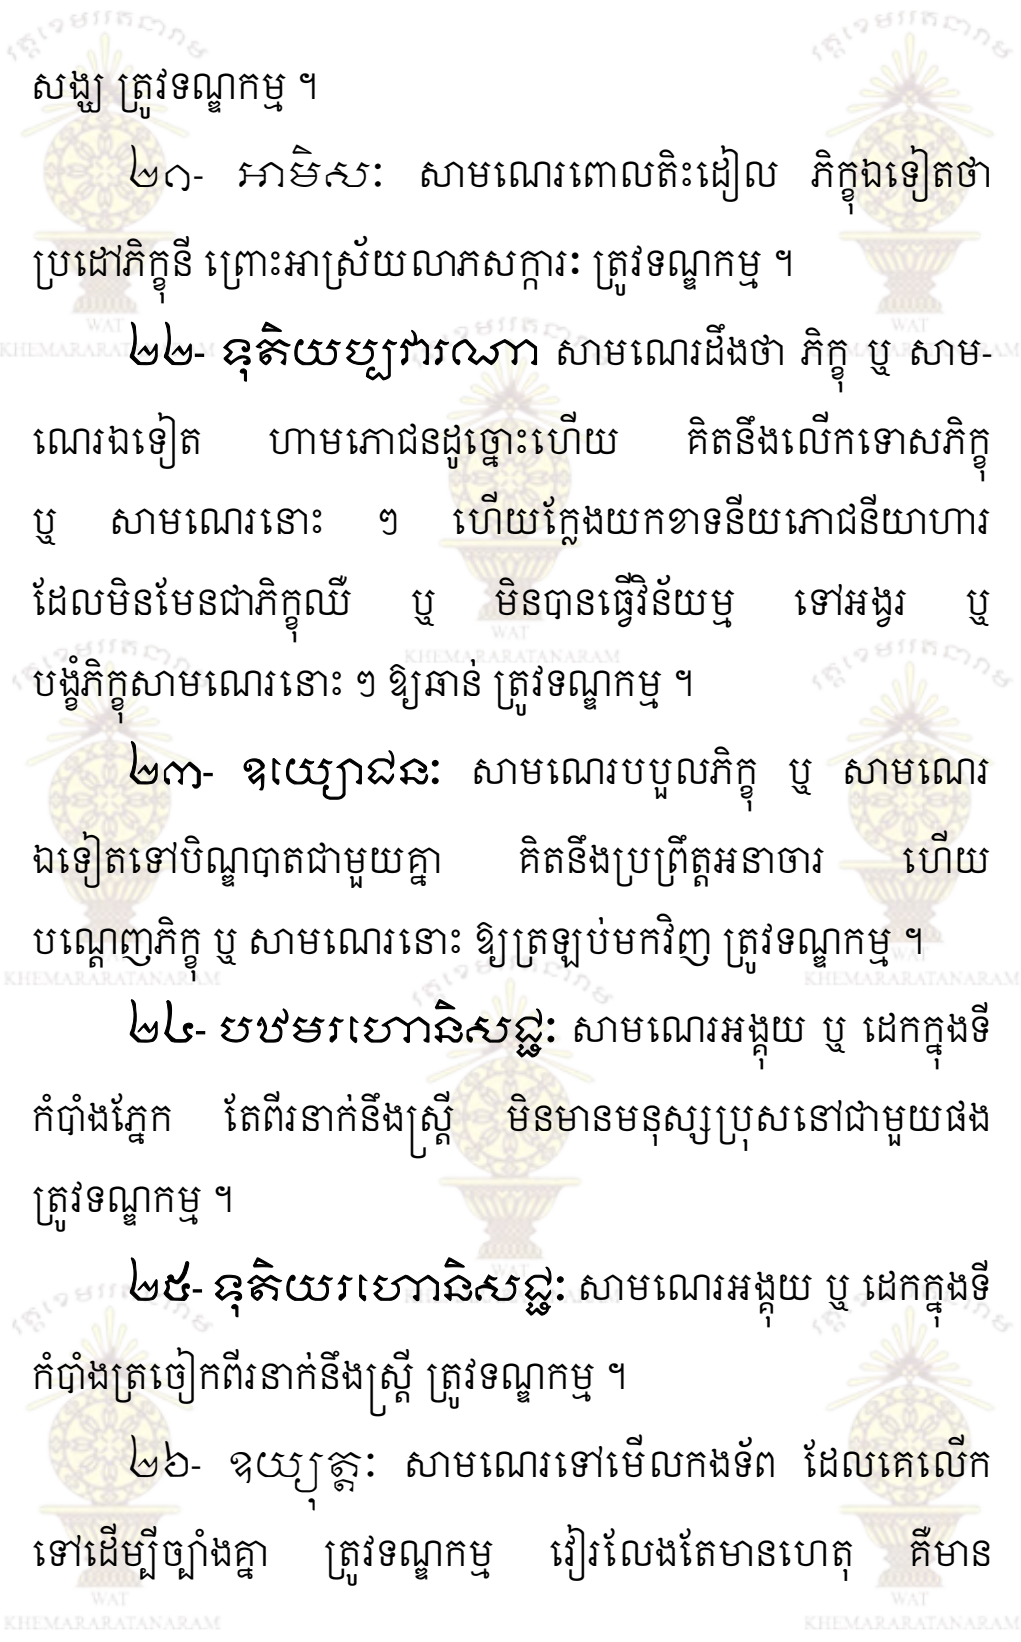 សង្ឃ ត្រូវទណ្ឌកម្ម ។
២១- អាមិសៈ សាមណេរពោលតិះដៀល ភិក្ខុឯទៀតថា
ប្រដៅភិក្ខុនី ព្រោះអាស្រ័យលាភសក្ការៈ ត្រូវទណ្ឌកម្ម ។
២២- ទុតិយប្បវារណា សាមណេរដឹងថា ភិក្ខុ ឬ សាម-
ណេរឯទៀត ហាមភោជនដូច្នោះហើយ គិតនឹងលើកទោសភិក្ខុ
ឬ សាមណេរនោះ ៗ ហើយក្លែងយកខាទនីយភោជនីយាហារ
ដែលមិនមែនជាភិក្ខុឈឺ ឬ មិនបានធ្វើវិន័យម្ម ទៅអង្វរ ឬ
បង្ខំភិក្ខុសាមណេរនោះ ៗ ឱ្យឆាន់ ត្រូវទណ្ឌកម្ម ។
២៣- ឧយ្យោជនៈ សាមណេរបបួលភិក្ខុ ឬ សាមណេរ
ឯទៀតទៅបិណ្ឌបាតជាមួយគ្នា គិតនឹងប្រព្រឹត្តអនាចារ ហើយ
បណ្ដេញភិក្ខុ ឬ សាមណេរនោះ ឱ្យត្រឡប់មកវិញ ត្រូវទណ្ឌកម្ម ។
២៤- បឋមរហោនិសជ្ជៈ សាមណេរអង្គុយ ឬ ដេកក្នុងទី
កំបាំងភ្នែក តែពីរនាក់នឹងស្ត្រី មិនមានមនុស្សប្រុសនៅជាមួយផង
ត្រូវទណ្ឌកម្ម ។
២៥- ទុតិយរហោនិសជ្ជៈ សាមណេរអង្គុយ ឬ ដេកក្នុងទី
កំបាំងត្រចៀកពីរនាក់នឹងស្ត្រី ត្រូវទណ្ឌកម្ម ។
២៦- ឧយ្យុត្តៈ សាមណេរទៅមើលកងទ័ព ដែលគេលើក
ទៅដើម្បីច្បាំងគ្នា ត្រូវទណ្ឌកម្ម វៀរលែងតែមានហេតុ គឺមាន
WAT
KHEMARARATANARAM